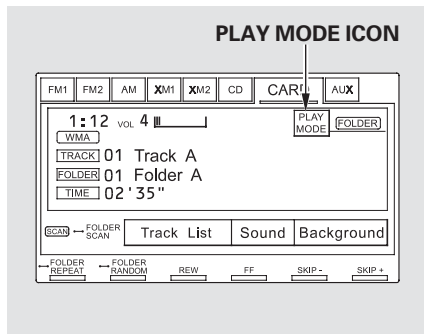 PLAY MODE ICON
FM1 FM2 AM XM1 XM2 CD CARD AUX
1:12 VOL 4 PLAY MODE FOLDER
WMA
TRACK 01 Track A
FOLDER 01 Folder A
TIME 02'35"
SCAN FOLDER SCAN Track List Sound Background
FOLDER REPEAT FOLDER RANDOM REW FF SKIP - SKIP +